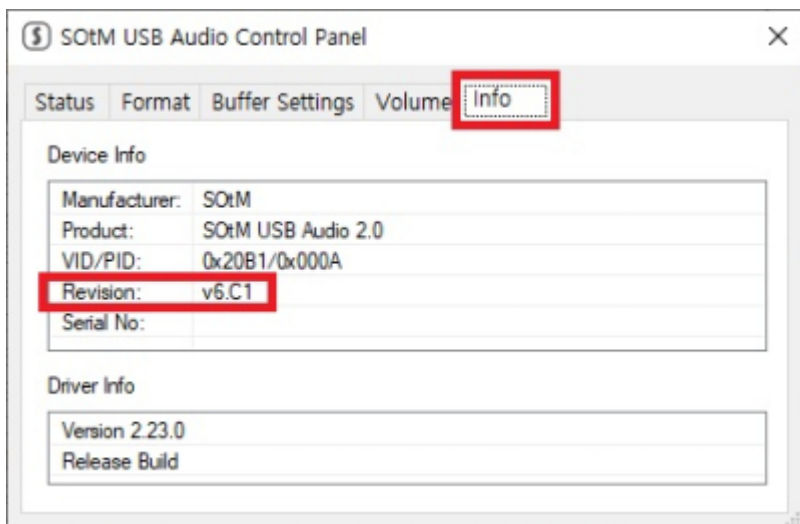 SOtM USB Audio Control Panel
Status Format Buffer Settings Volume Info
Device Info
Manufacturer: SOtM
Product: SOtM USB Audio 2.0
VID/PID: 0x20B1/0x000A
Revision: v6.C1
Serial No:
Driver Info
Version 2.23.0
Release Build